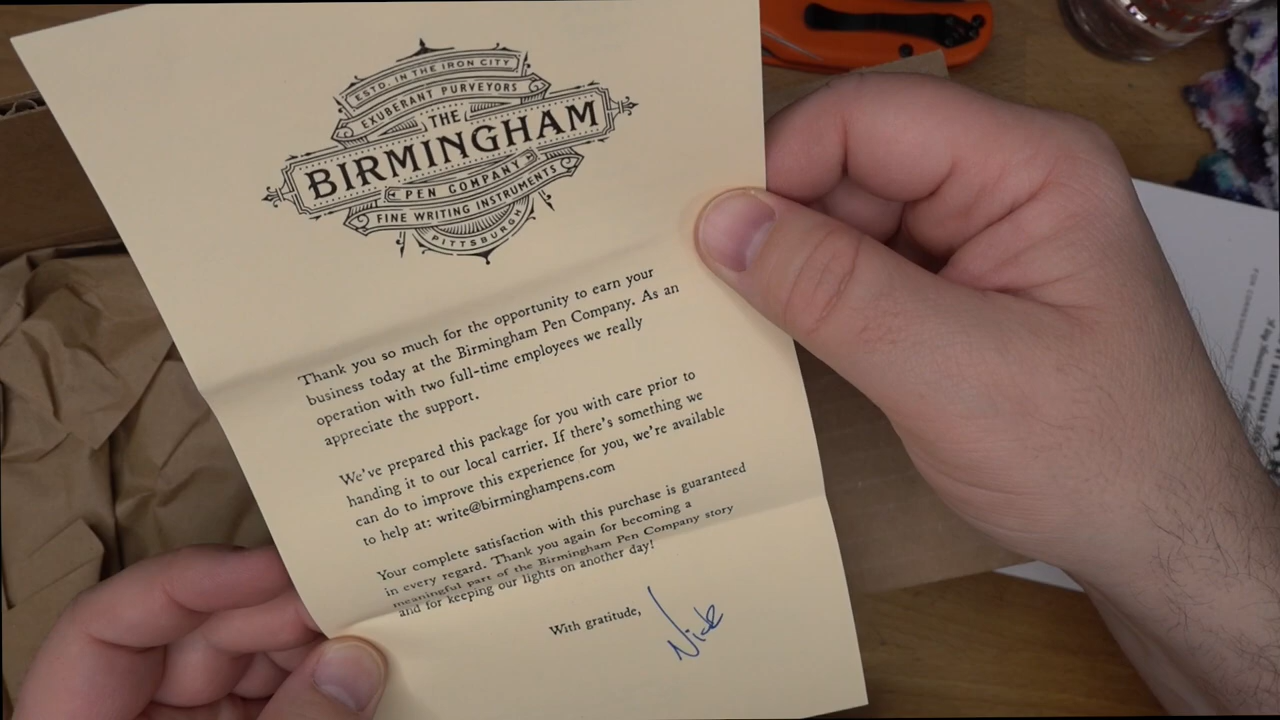 ESTD. IN THE IRON CITY
EXUBERANT PURVEYORS
THE
BIRMINGHAM
PEN COMPANY
FINE WRITING INSTRUMENTS
PITTSBURGH
Thank you so much for the opportunity to earn your
business today at the Birmingham Pen Company. As an
operation with two full-time employees we really
appreciate the support.
We've prepared this package for you with care prior to
handing it to our local carrier. If there's something we
can do to improve this experience for you, we're available
to help at: write@birminghampens.com
Your complete satisfaction with this purchase is guaranteed
in every regard. Thank you again for becoming a
meaningful part of the Birmingham Pen Company story
and for keeping our lights on another day!
With gratitude,
Nick
BIRMINGHAM